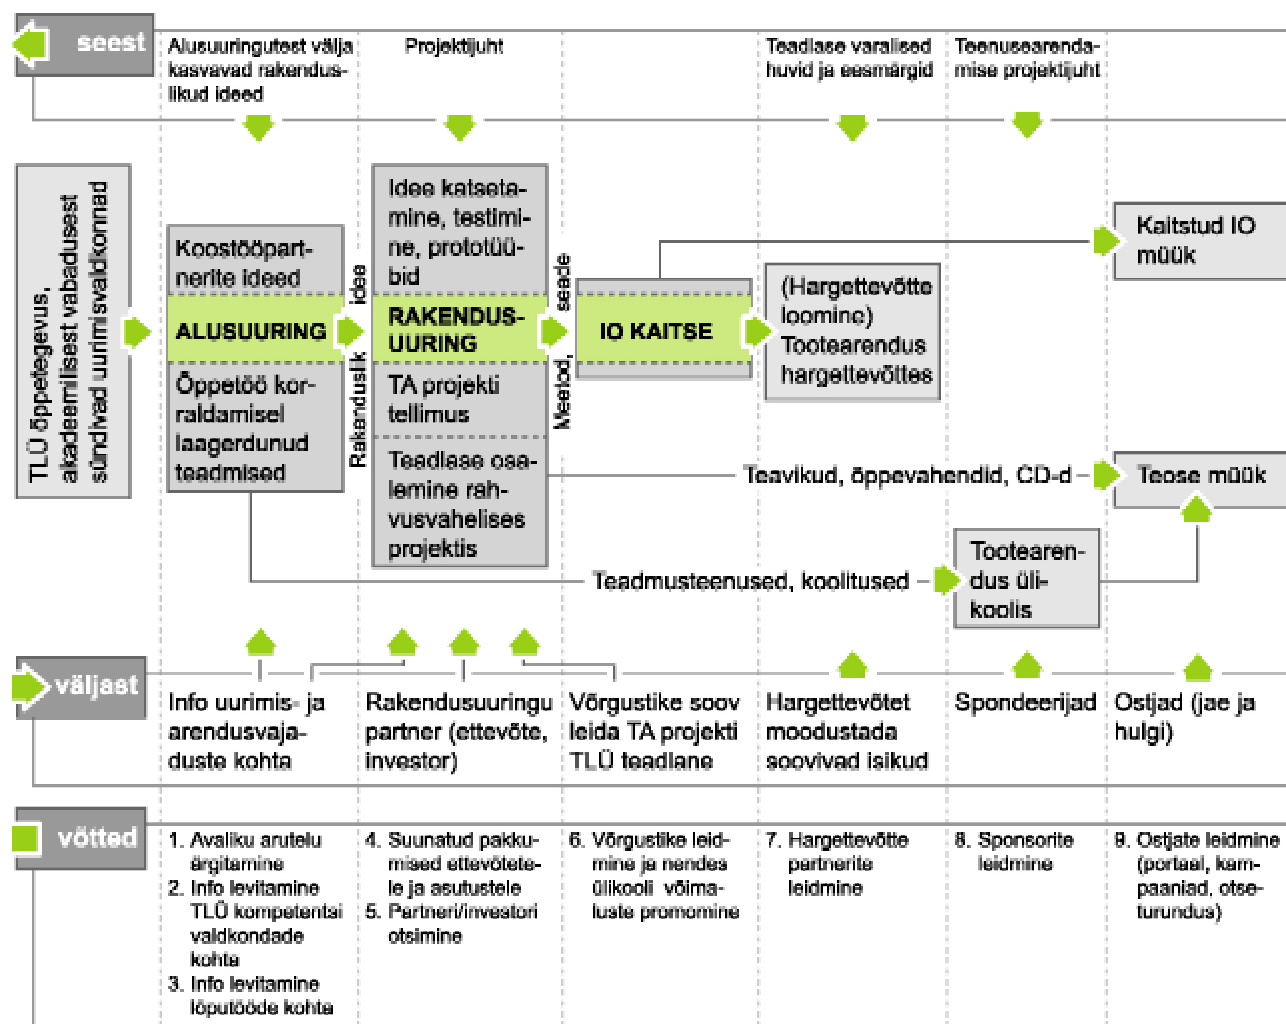 seest
Alusuuringutest välja
kasvavad rakendus-
likud ideed
Projektijuht
Teadlase varalised
huvid ja eesmärgid
Teenusearenda-
mise projektijuht
TLÜ õppetegevus,
akadeemilisest vabadusest
sündivad uurimisvaldkonnad
Koostööpart-
nerite ideed
ALUSUURING
Õppetöö kor-
raldamisel
laagerdunud
teadmised
Rakenduslik idee
Idee katseta-
mine, testimi-
ne, prototüü-
bid
RAKENDUS-
UURING
TA projekti
tellimus
Teadlase osa-
lemine rah-
vusvahelises
projektis
Meetod, seade
IO KAITSE
(Hargettevõtte
loomine)
Tootearendus
hargettevõttes
Kaitstud IO
müük
Teavikud, õppevahendid, CD-d
Teose müük
Teadmusteenused, koolitused
Tootearen-
dus üli-
koolis
väljast
Info uurimis- ja
arendusvaja-
duste kohta
Rakendusuuringu
partner (ettevõte,
investor)
Võrgustike soov
leida TA projekti
TLÜ teadlane
Hargettevõtet
moodustada
soovivad isikud
Spondeerijad
Ostjad (jae ja
hulgi)
võtted
1. Avaliku arutelu
ärgitamine
2. Info levitamine
TLÜ kompetentsi
valdkondade
kohta
3. Info levitamine
lõputööde kohta
4. Suunatud pakku-
mised ettevõtete-
le ja asutustele
5. Partneri/investori
otsimine
6. Võrgustike leid-
mine ja nendes
ülikooli võima-
luste promomine
7. Hargettevõtte
partnerite
leidmine
8. Sponsorite
leidmine
9. Ostjate leidmine
(portaal, kam-
paaniad, otse-
turundus)